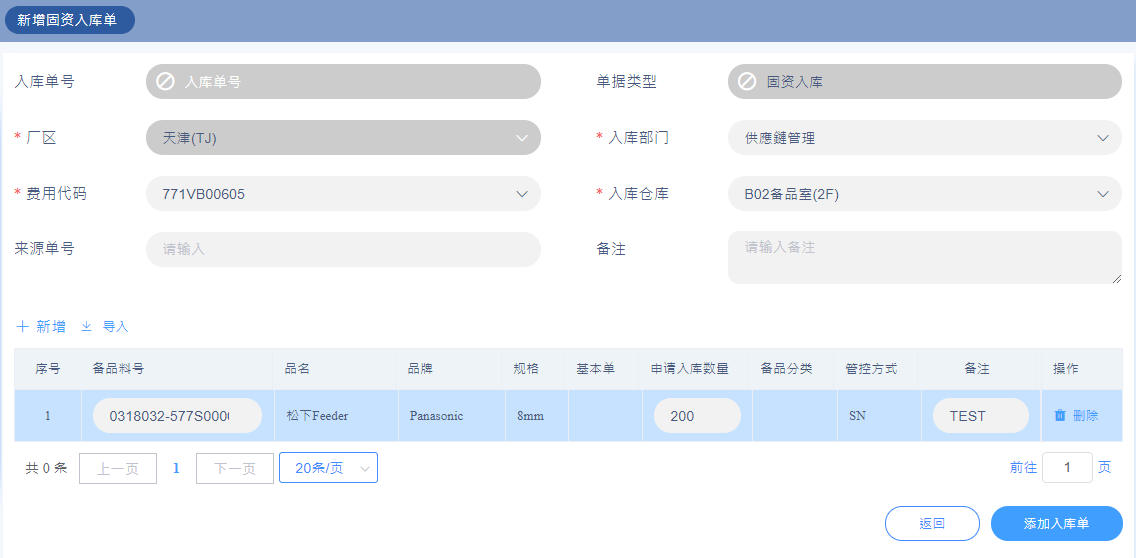 新增固资入库单
入库单号 入库单号 单据类型 固资入库
* 厂区 天津(TJ) * 入库部门 供應鏈管理
* 费用代码 771VB00605 * 入库仓库 B02备品室(2F)
来源单号 请输入 备注 请输入备注
新增 导入
序号 备品料号 品名 品牌 规格 基本单 申请入库数量 备品分类 管控方式 备注 操作
1 0318032-577S000 松下Feeder Panasonic 8mm 200 SN TEST 删除
共 0 条 上一页 1 下一页 20条/页 前往 1 页
返回 添加入库单